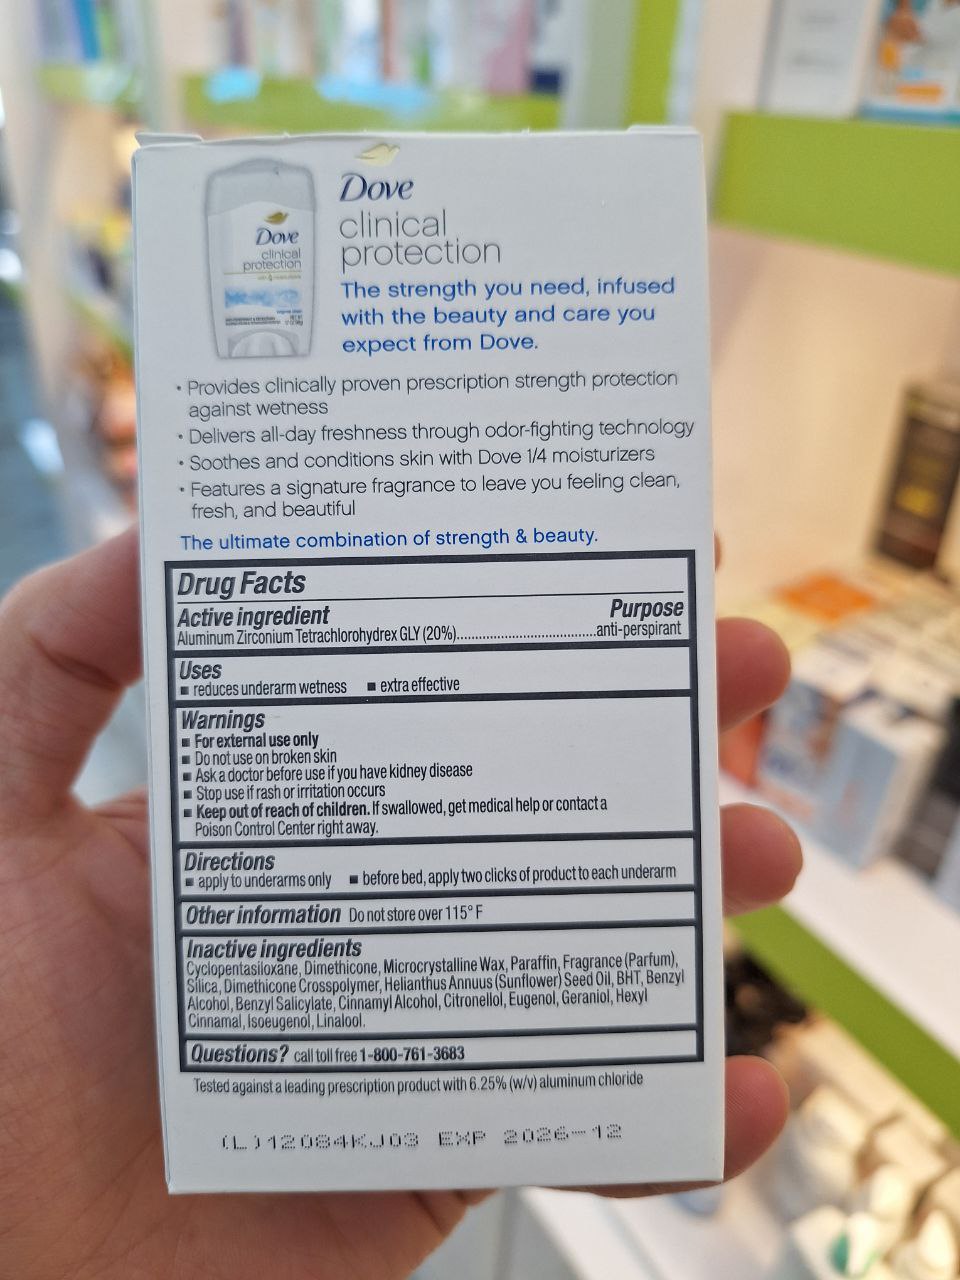 Dove
clinical
protection
Dove
clinical
protection
The strength you need, infused
with the beauty and care you
expect from Dove.
• Provides clinically proven prescription strength protection
against wetness
• Delivers all-day freshness through odor-fighting technology
• Soothes and conditions skin with Dove 1/4 moisturizers
• Features a signature fragrance to leave you feeling clean,
fresh, and beautiful
The ultimate combination of strength & beauty.
Drug Facts
Active ingredient Purpose
Aluminum Zirconium Tetrachlorohydrex GLY (20%)......................................anti-perspirant
Uses
■ reduces underarm wetness ■ extra effective
Warnings
■ For external use only
■ Do not use on broken skin
■ Ask a doctor before use if you have kidney disease
■ Stop use if rash or irritation occurs
■ Keep out of reach of children. If swallowed, get medical help or contact a
Poison Control Center right away.
Directions
■ apply to underarms only ■ before bed, apply two clicks of product to each underarm
Other information Do not store over 115° F
Inactive ingredients
Cyclopentasiloxane, Dimethicone, Microcrystalline Wax, Paraffin, Fragrance (Parfum),
Silica, Dimethicone Crosspolymer, Helianthus Annuus (Sunflower) Seed Oil, BHT, Benzyl
Alcohol, Benzyl Salicylate, Cinnamyl Alcohol, Citronellol, Eugenol, Geraniol, Hexyl
Cinnamal, Isoeugenol, Linalool.
Questions? call toll free 1-800-761-3683
Tested against a leading prescription product with 6.25% (w/v) aluminum chloride
(L)12084KJ03 EXP 2026-12